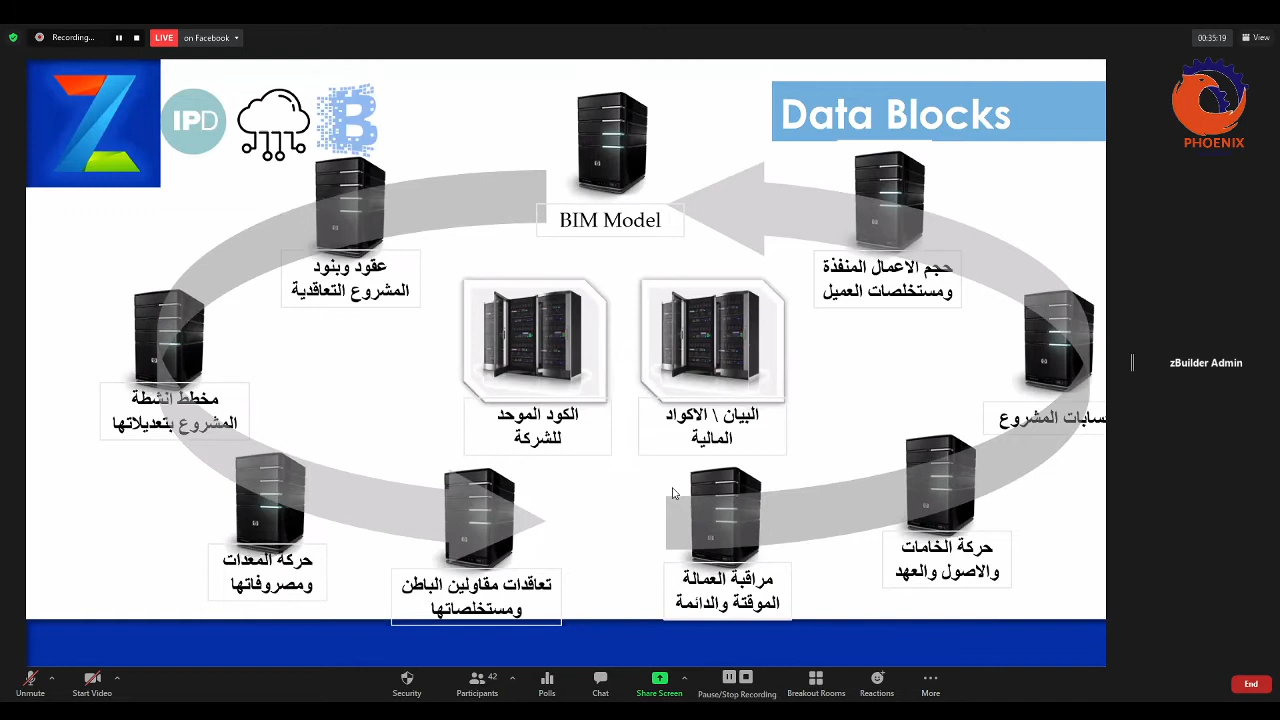 Recording...
LIVE
on Facebook
00:35:19
View
IPD
B
Data Blocks
PHOENIX
BIM Model
عقود وبنود
المشروع التعاقدية
حجم الاعمال المنفذة
ومستخلصات العميل
مخطط انشطة
المشروع بتعديلاتها
الكود الموحد
للشركة
البيان \ الاكواد
المالية
المشروع
zBuilder Admin
حركة المعدات
ومصروفاتها
تعاقدات مقاولين الباطن
ومستخلصاتها
مراقبة العمالة
الموقتة والدائمة
حركة الخامات
والاصول والعهد
Unmute
Start Video
Security
Participants
42
Polls
Chat
Share Screen
Pause/Stop Recording
Breakout Rooms
Reactions
More
End